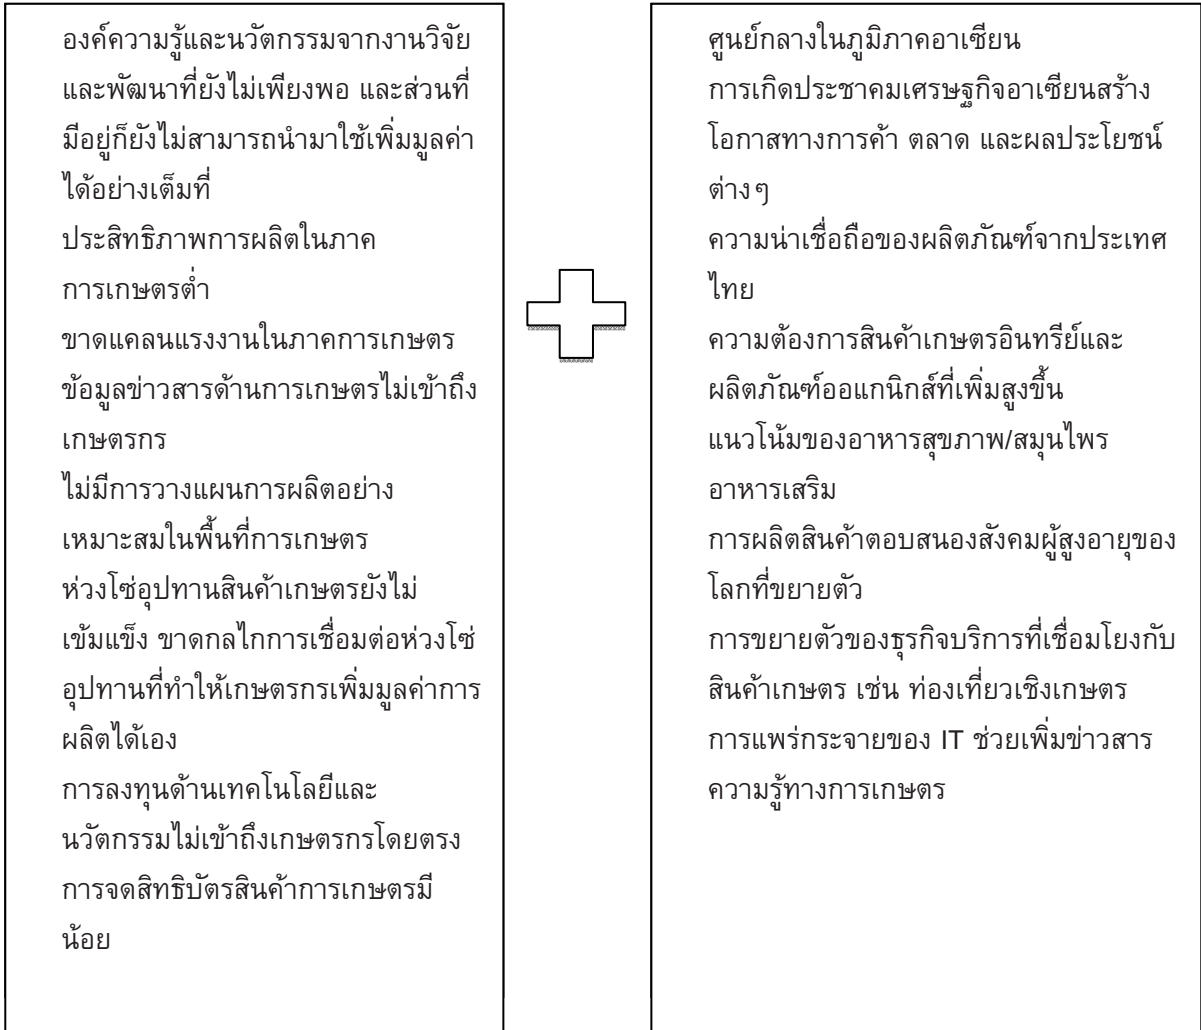 องค์ความรู้และนวัตกรรมจากงานวิจัย
และพัฒนาที่ยังไม่เพียงพอ และส่วนที่
มีอยู่ก็ยังไม่สามารถนำมาใช้เพิ่มมูลค่า
ได้อย่างเต็มที่
ประสิทธิภาพการผลิตในภาค
การเกษตรต่ำ
ขาดแคลนแรงงานในภาคการเกษตร
ข้อมูลข่าวสารด้านการเกษตรไม่เข้าถึง
เกษตรกร
ไม่มีการวางแผนการผลิตอย่าง
เหมาะสมในพื้นที่การเกษตร
ห่วงโซ่อุปทานสินค้าเกษตรยังไม่
เข้มแข็ง ขาดกลไกการเชื่อมต่อห่วงโซ่
อุปทานที่ทำให้เกษตรกรเพิ่มมูลค่าการ
ผลิตได้เอง
การลงทุนด้านเทคโนโลยีและ
นวัตกรรมไม่เข้าถึงเกษตรกรโดยตรง
การจดสิทธิบัตรสินค้าการเกษตรมี
น้อย
ศูนย์กลางในภูมิภาคอาเซียน
การเกิดประชาคมเศรษฐกิจอาเซียนสร้าง
โอกาสทางการค้า ตลาด และผลประโยชน์
ต่างๆ
ความน่าเชื่อถือของผลิตภัณฑ์จากประเทศ
ไทย
ความต้องการสินค้าเกษตรอินทรีย์และ
ผลิตภัณฑ์ออแกนิกส์ที่เพิ่มสูงขึ้น
แนวโน้มของอาหารสุขภาพ/สมุนไพร
อาหารเสริม
การผลิตสินค้าตอบสนองสังคมผู้สูงอายุของ
โลกที่ขยายตัว
การขยายตัวของธุรกิจบริการที่เชื่อมโยงกับ
สินค้าเกษตร เช่น ท่องเที่ยวเชิงเกษตร
การแพร่กระจายของ IT ช่วยเพิ่มข่าวสาร
ความรู้ทางการเกษตร